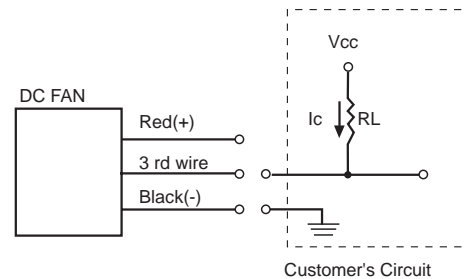 Vcc
DC FAN
Ic
RL
Red(+)
3 rd wire
Black(-)
Customer's Circuit